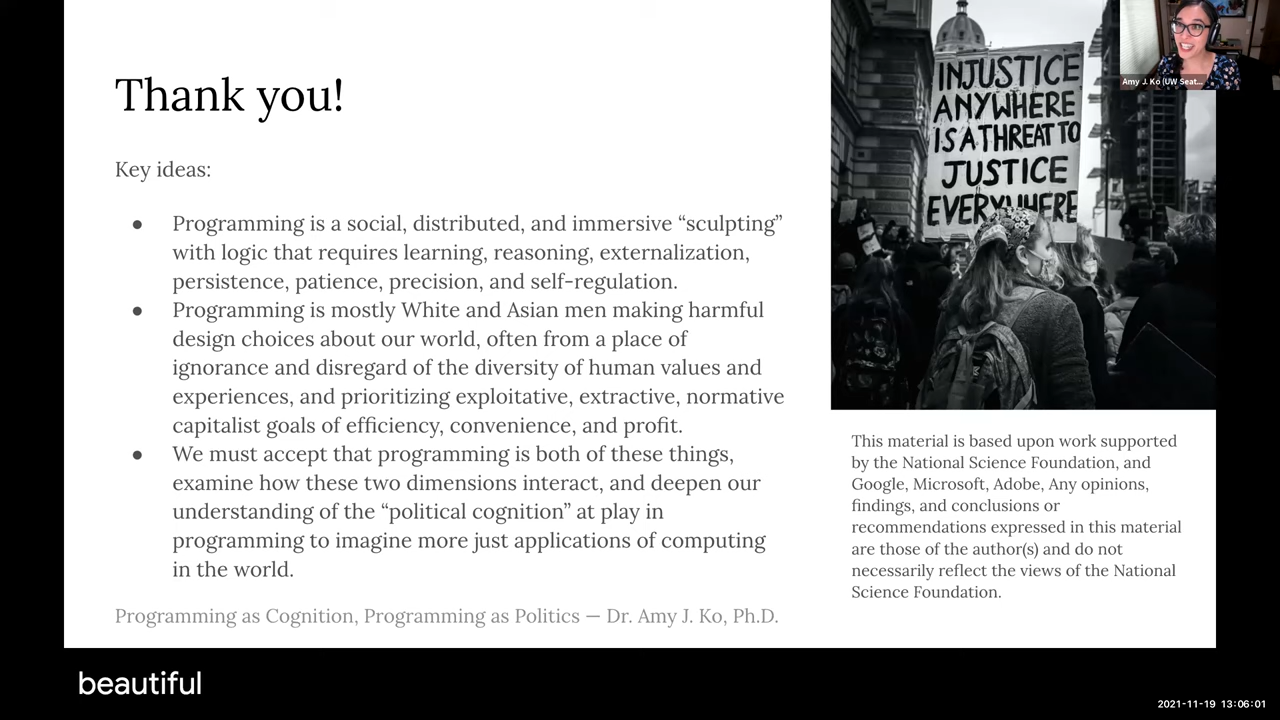 Thank you!
Key ideas:
● Programming is a social, distributed, and immersive “sculpting”
with logic that requires learning, reasoning, externalization,
persistence, patience, precision, and self-regulation.
● Programming is mostly White and Asian men making harmful
design choices about our world, often from a place of
ignorance and disregard of the diversity of human values and
experiences, and prioritizing exploitative, extractive, normative
capitalist goals of efficiency, convenience, and profit.
● We must accept that programming is both of these things,
examine how these two dimensions interact, and deepen our
understanding of the “political cognition” at play in
programming to imagine more just applications of computing
in the world.
Programming as Cognition, Programming as Politics — Dr. Amy J. Ko, Ph.D.
INJUSTICE
ANYWHERE
IS A THREAT TO
JUSTICE
EVERYWHERE
Amy J. Ko (UW Seat...
This material is based upon work supported
by the National Science Foundation, and
Google, Microsoft, Adobe, Any opinions,
findings, and conclusions or
recommendations expressed in this material
are those of the author(s) and do not
necessarily reflect the views of the National
Science Foundation.
beautiful
2021-11-19 13:06:01